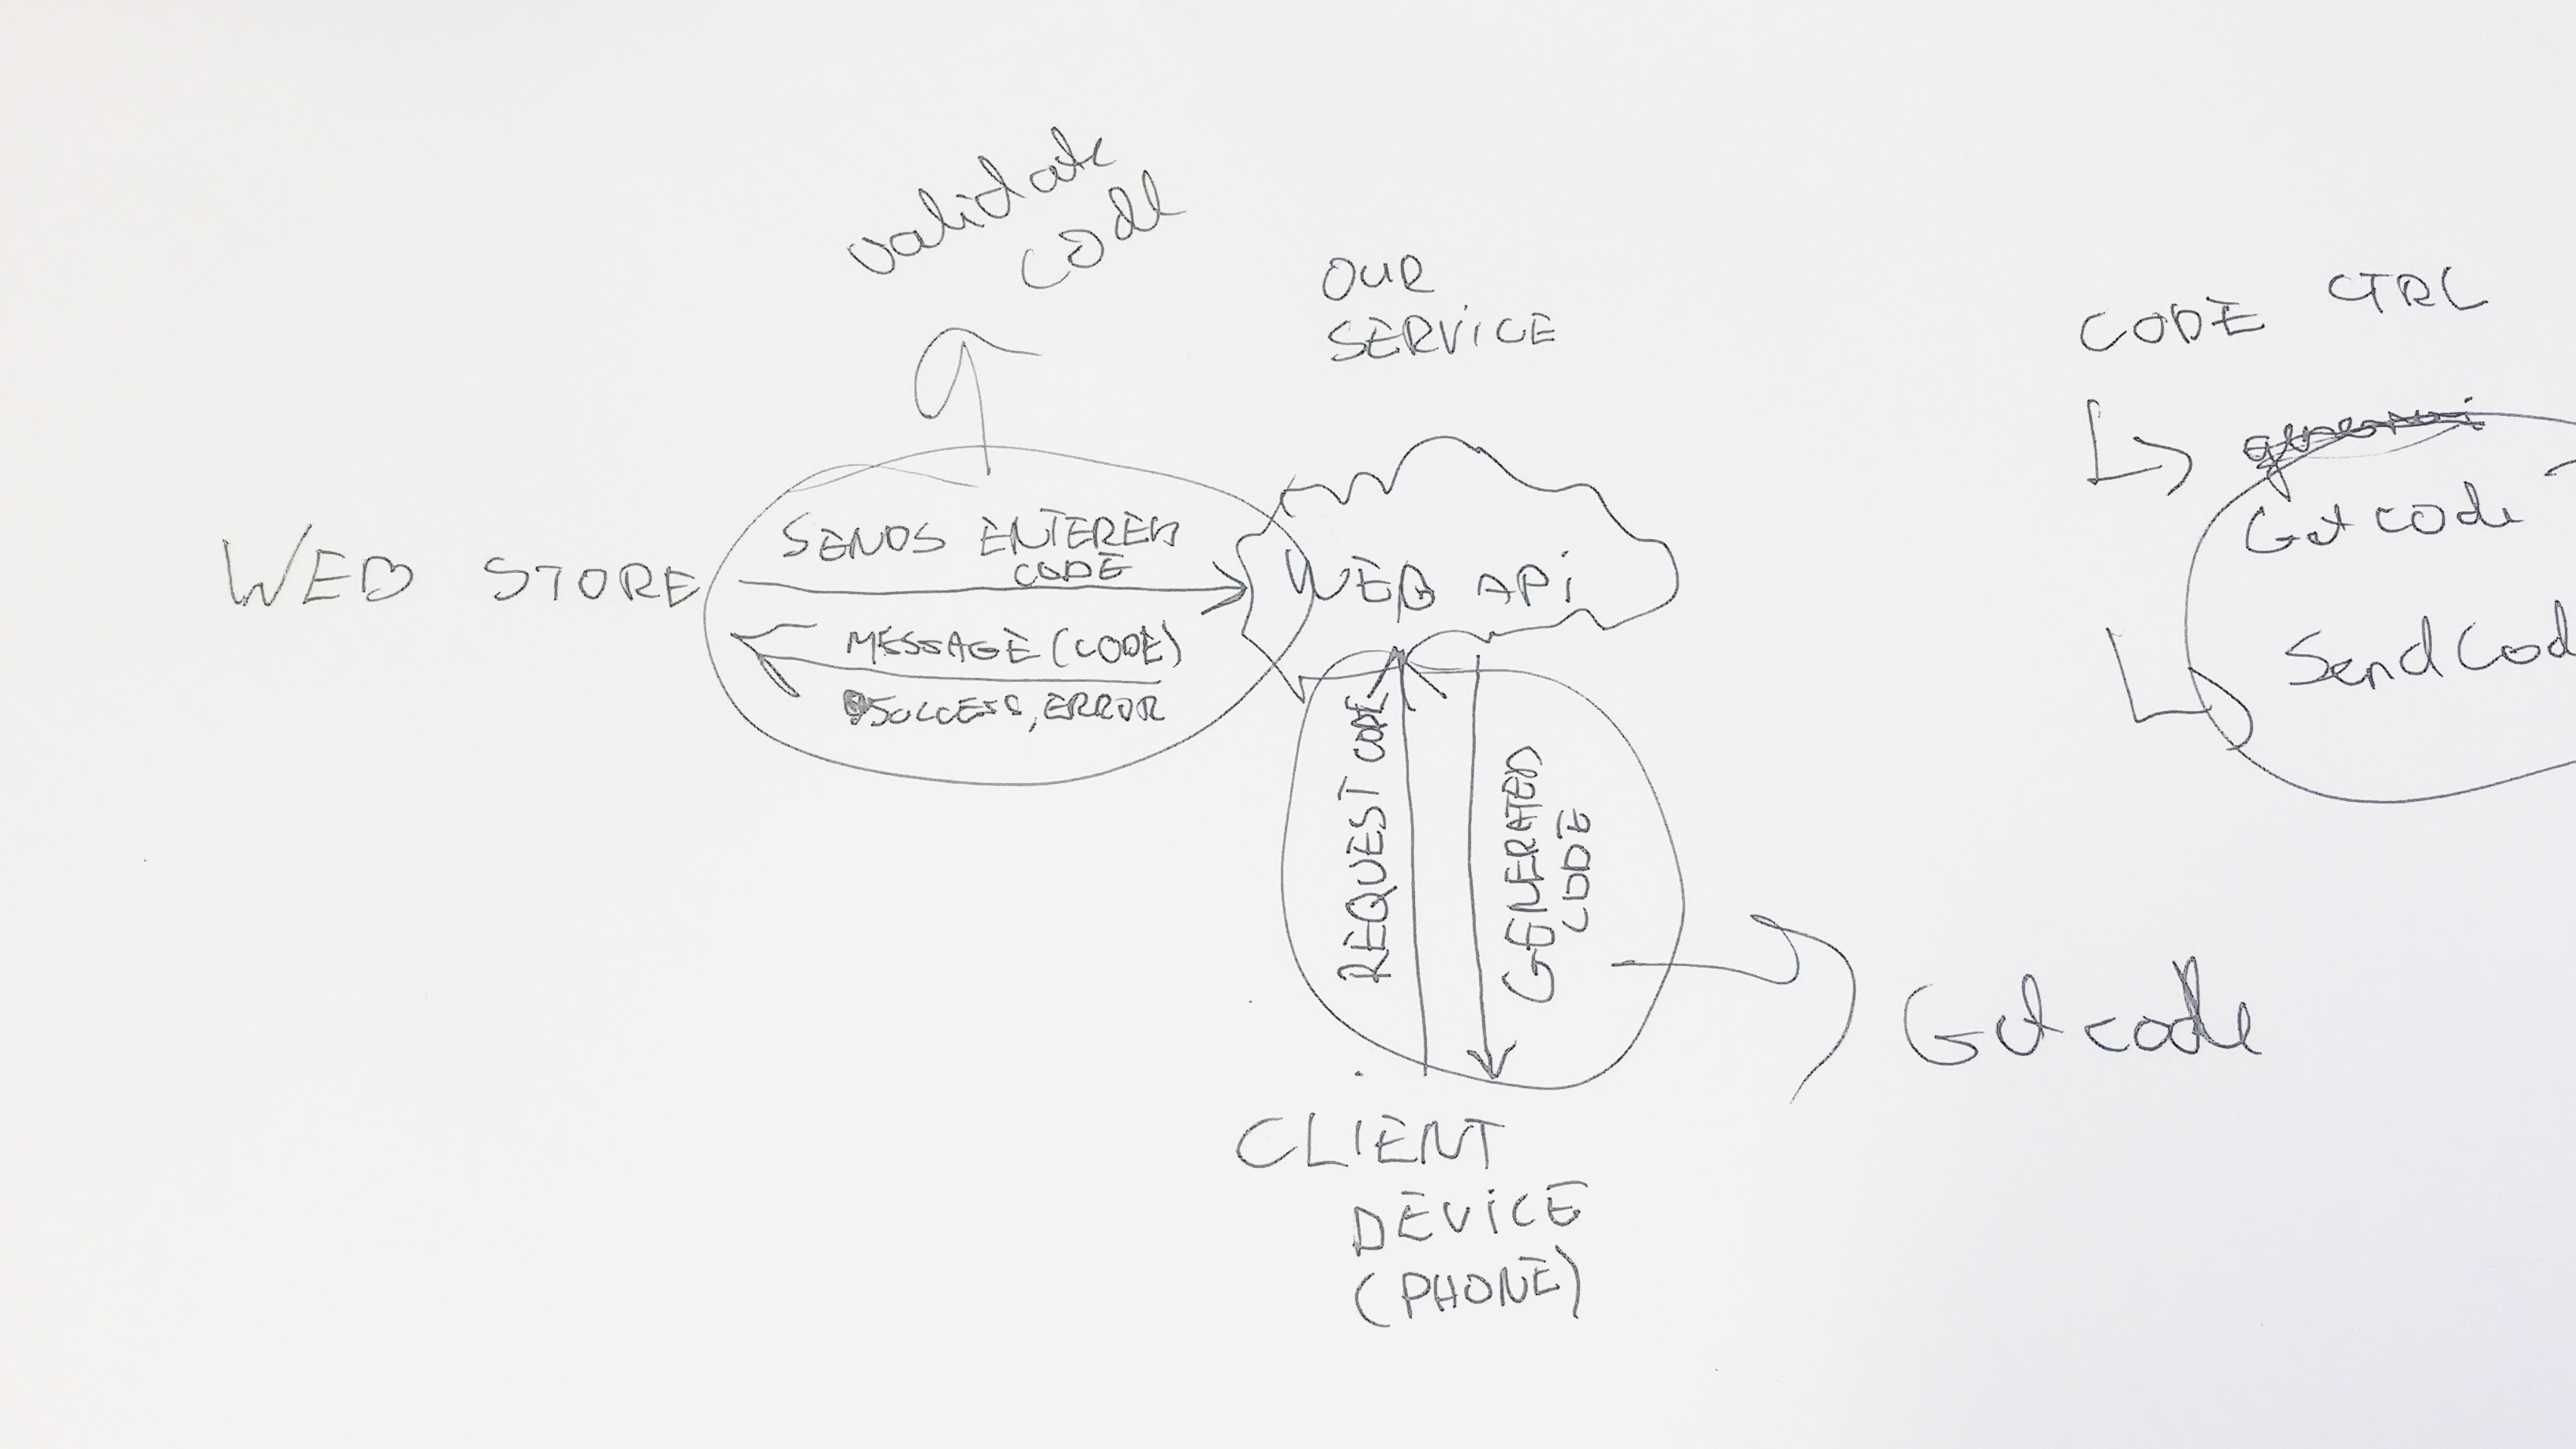 validate
code
OUR
SERVICE
CODE CTRL
Get code
Send Cod
WEB STORE
SENDS ENTERED
CODE
MESSAGE (CODE)
SUCCESS, ERROR
WEB APi
REQUEST CODE
GENERATED
CODE
Get code
CLIENT
DEViCE
(PHONE)